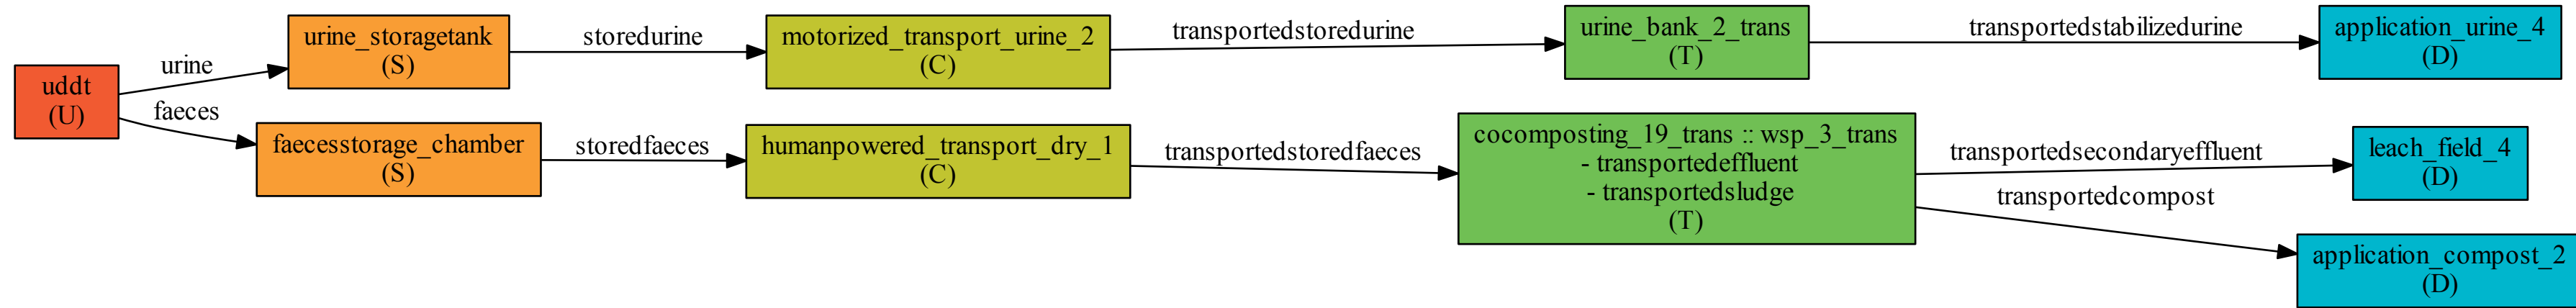 uddt
(U)
urine
faeces
urine_storagetank
(S)
storedurine
motorized_transport_urine_2
(C)
transportedstoredurine
urine_bank_2_trans
(T)
transportedstabilizedurine
application_urine_4
(D)
faecesstorage_chamber
(S)
storedfaeces
humanpowered_transport_dry_1
(C)
transportedstoredfaeces
cocomposting_19_trans :: wsp_3_trans
- transportedeffluent
- transportedsludge
(T)
transportedsecondaryeffluent
leach_field_4
(D)
transportedcompost
application_compost_2
(D)